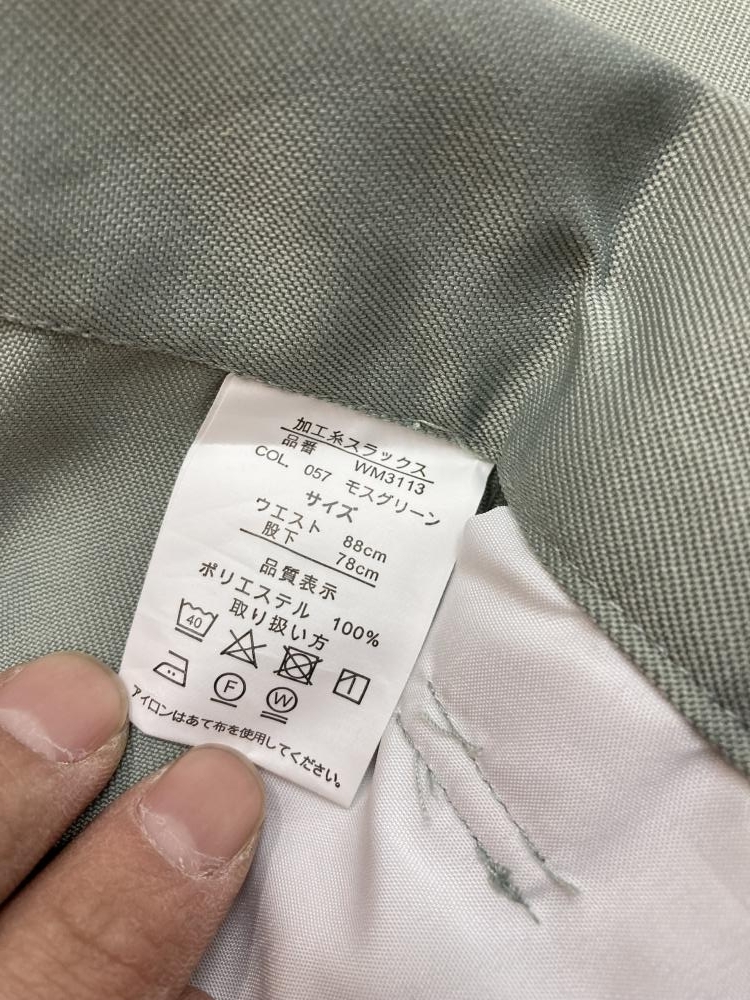 加工糸スラックス
品番 WM3113
COL. 057 モスグリーン
サイズ
ウエスト 88cm
股下 78cm
品質表示
ポリエステル 100%
取り扱い方
40
F W
アイロンはあて布を使用してください。